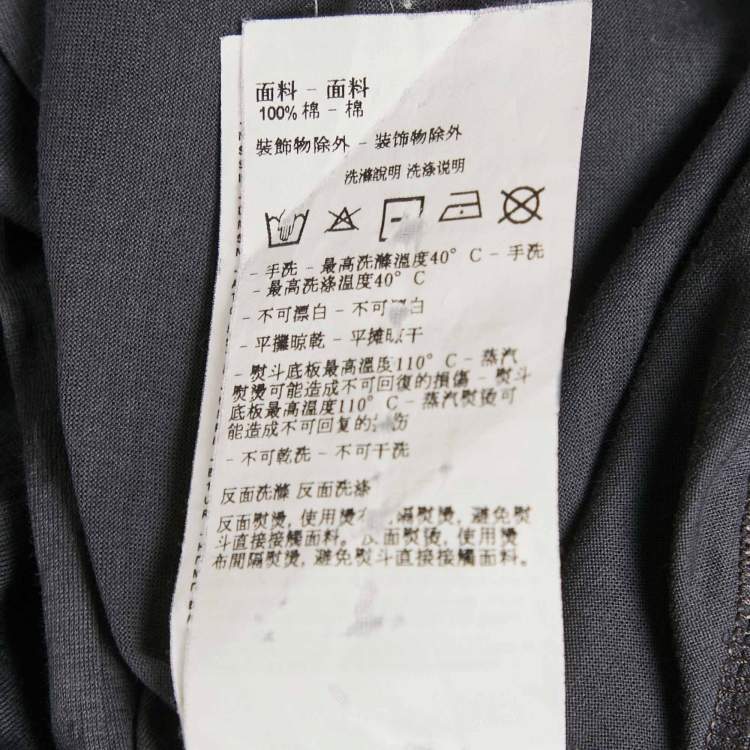 面料 - 面料
100% 棉 - 棉
裝飾物除外 - 装饰物除外
洗滌說明 洗涤说明
- 手洗 - 最高洗滌溫度40° C - 手洗
- 最高洗涤温度40° C
- 不可漂白 - 不可漂白
- 平攤晾乾 - 平摊晾干
- 熨斗底板最高溫度110° C - 蒸汽
熨燙可能造成不可回復的損傷 - 熨斗
底板最高温度110° C - 蒸汽熨烫可
能造成不可回复的 伤
- 不可乾洗 - 不可干洗
反面洗滌 反面洗涤
反面熨燙, 使用燙 隔熨燙, 避免熨
斗直接接觸面料。 面熨烫, 使用烫
布間隔熨烫, 避免熨斗直接接觸面料.